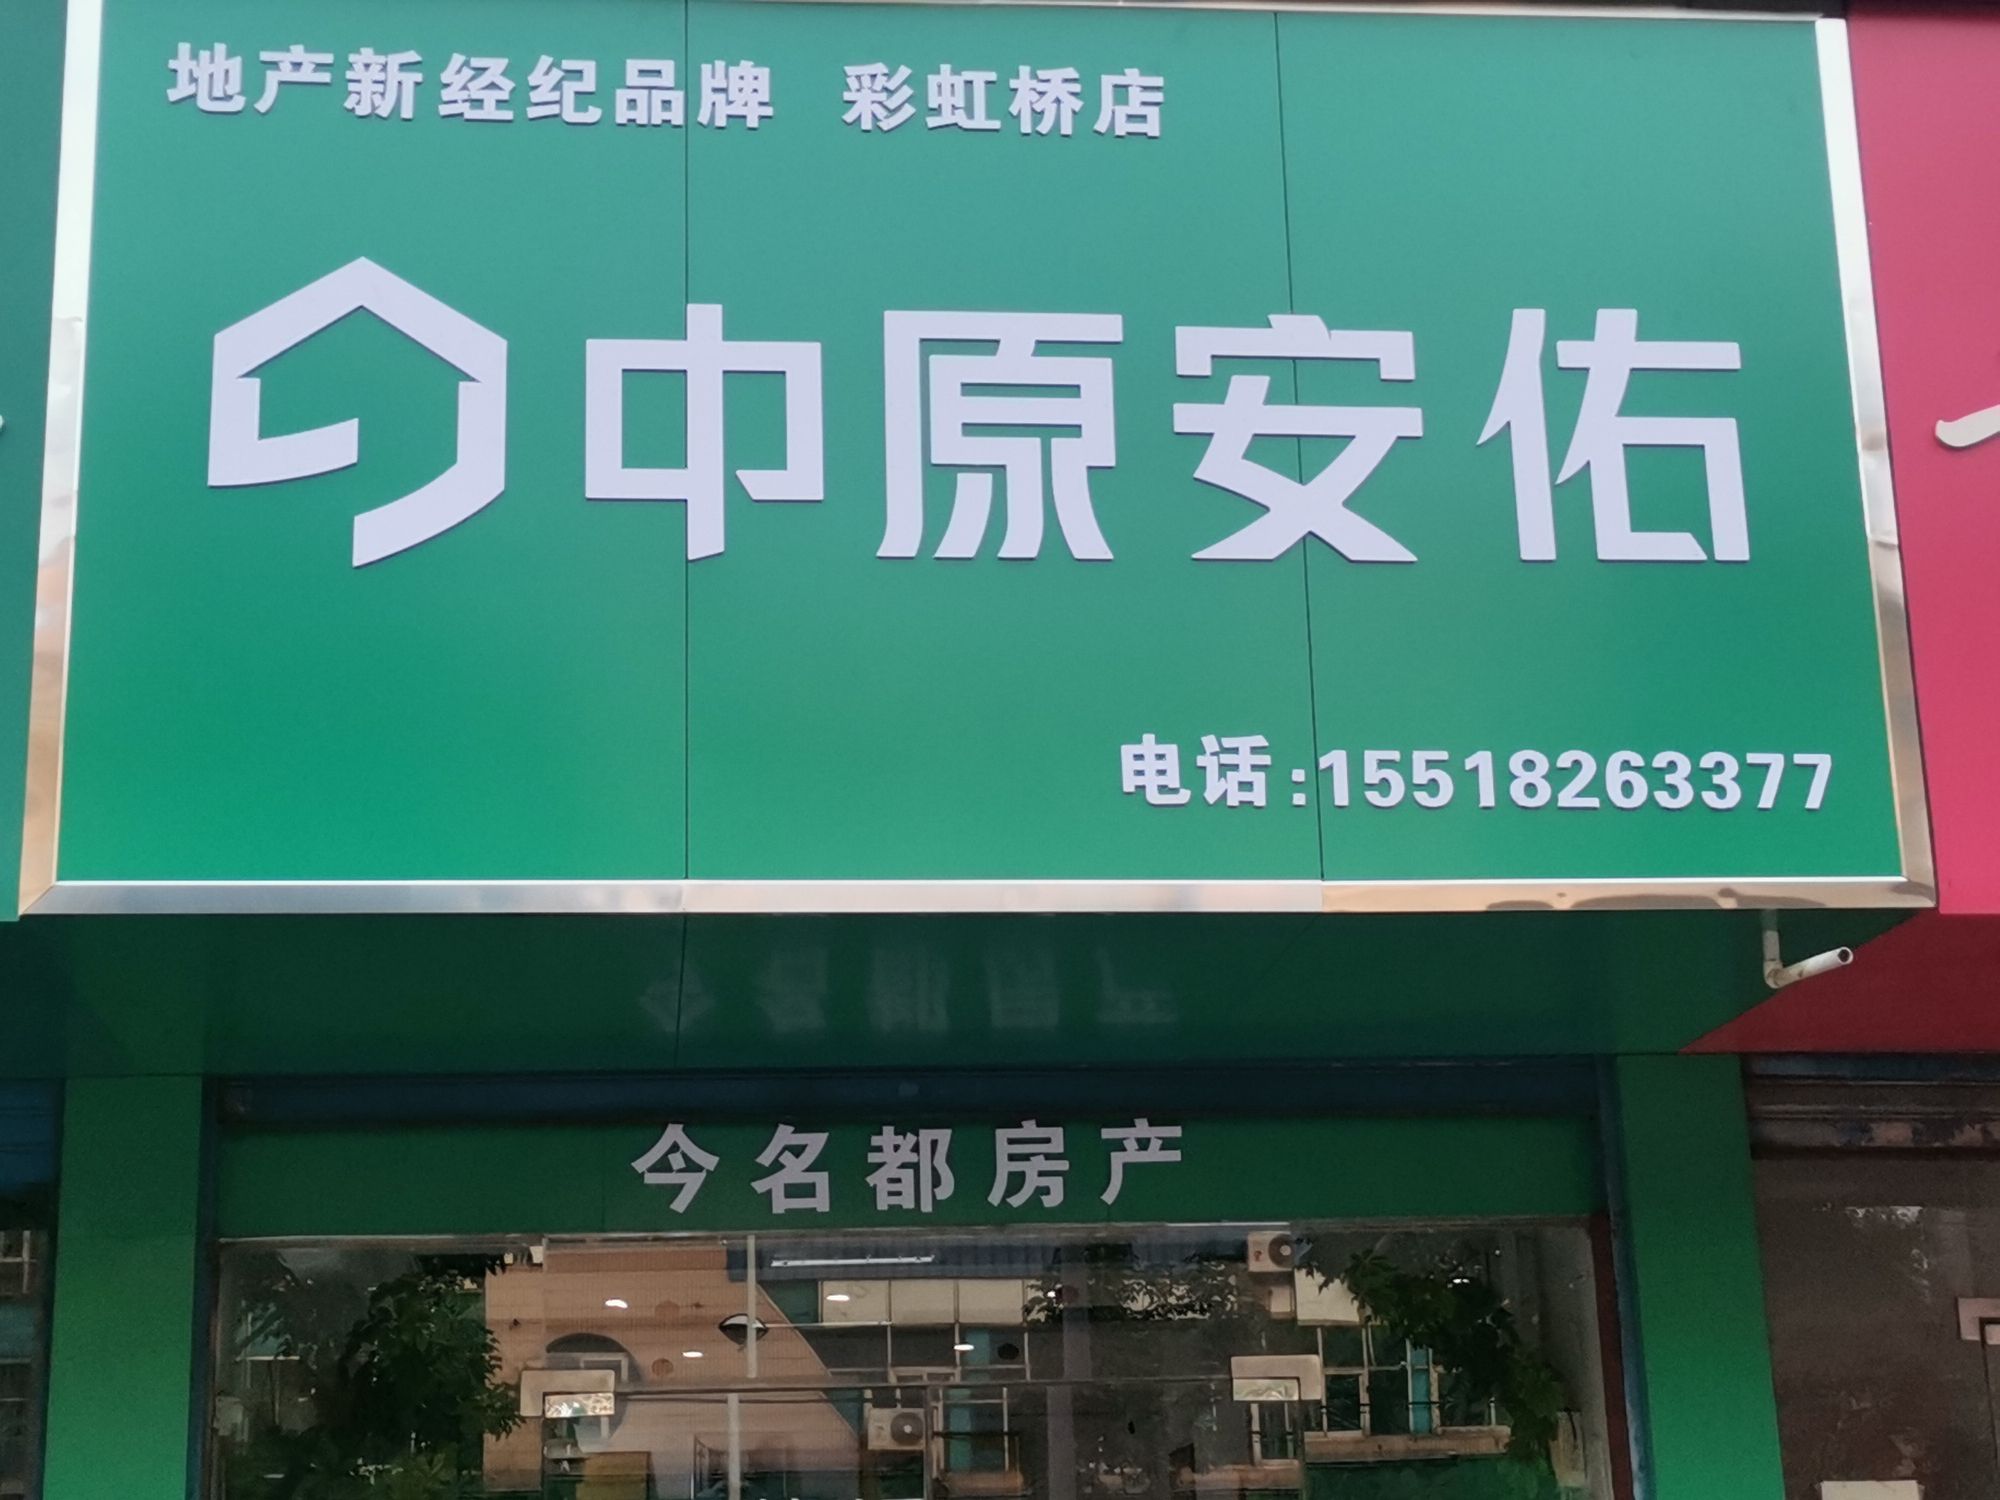 地产新经纪品牌 彩虹桥店
中原安佑
电话:15518263377
今名都房产